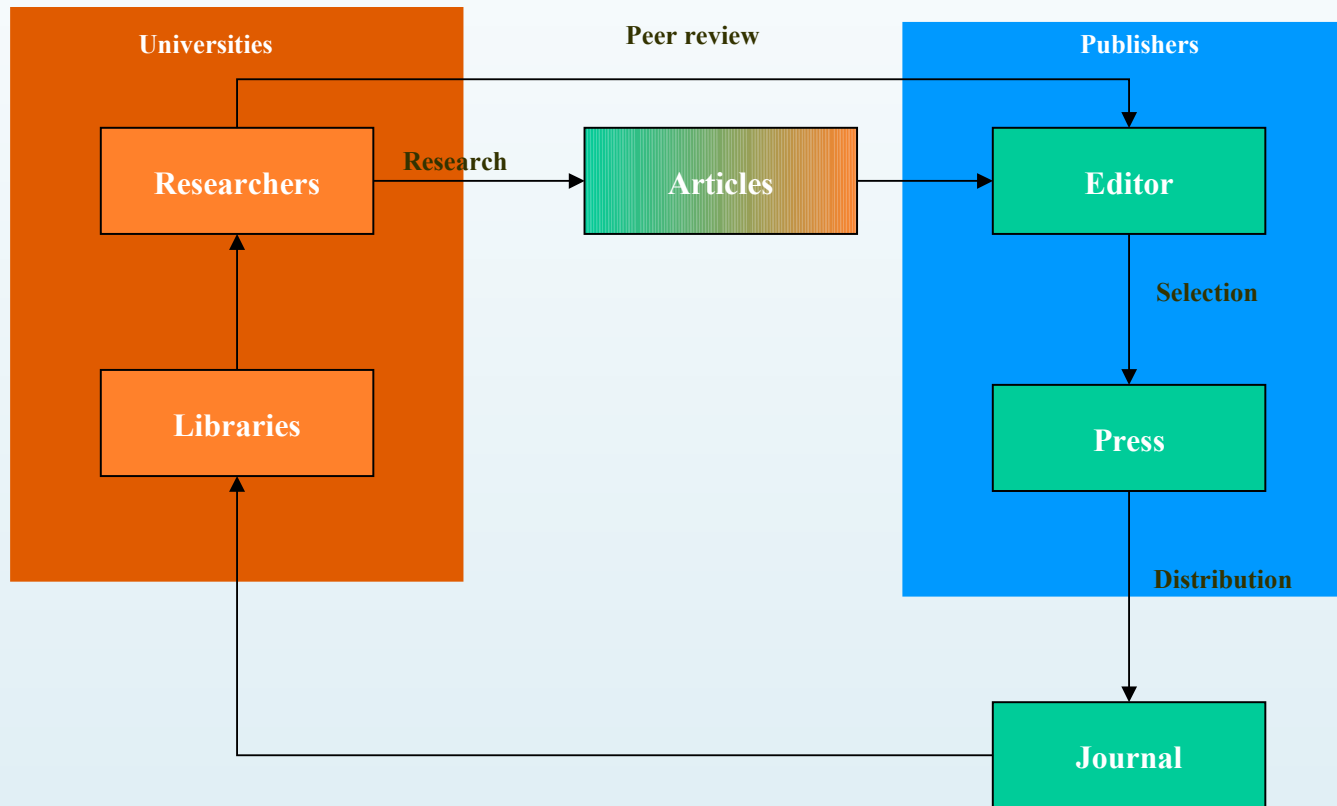 Universities
Peer review
Publishers
Researchers
Research
Articles
Editor
Selection
Libraries
Press
Distribution
Journal